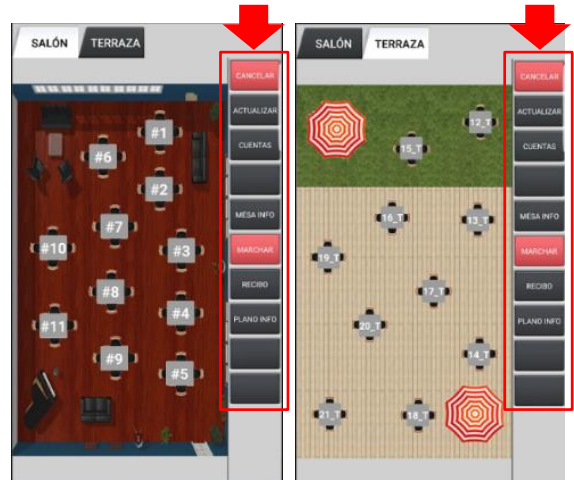 SALÓN TERRAZA
CANCELAR
ACTUALIZAR
CUENTAS
MESA INFO
MARCHAR
RECIBO
PLANO INFO
#1
#6
#2
#7
#10
#3
#8
#4
#11
#9
#5
SALÓN TERRAZA
CANCELAR
ACTUALIZAR
CUENTAS
MESA INFO
MARCHAR
RECIBO
PLANO INFO
12_T
15_T
16_T
13_T
19_T
17_T
20_T
14_T
21_T
18_T